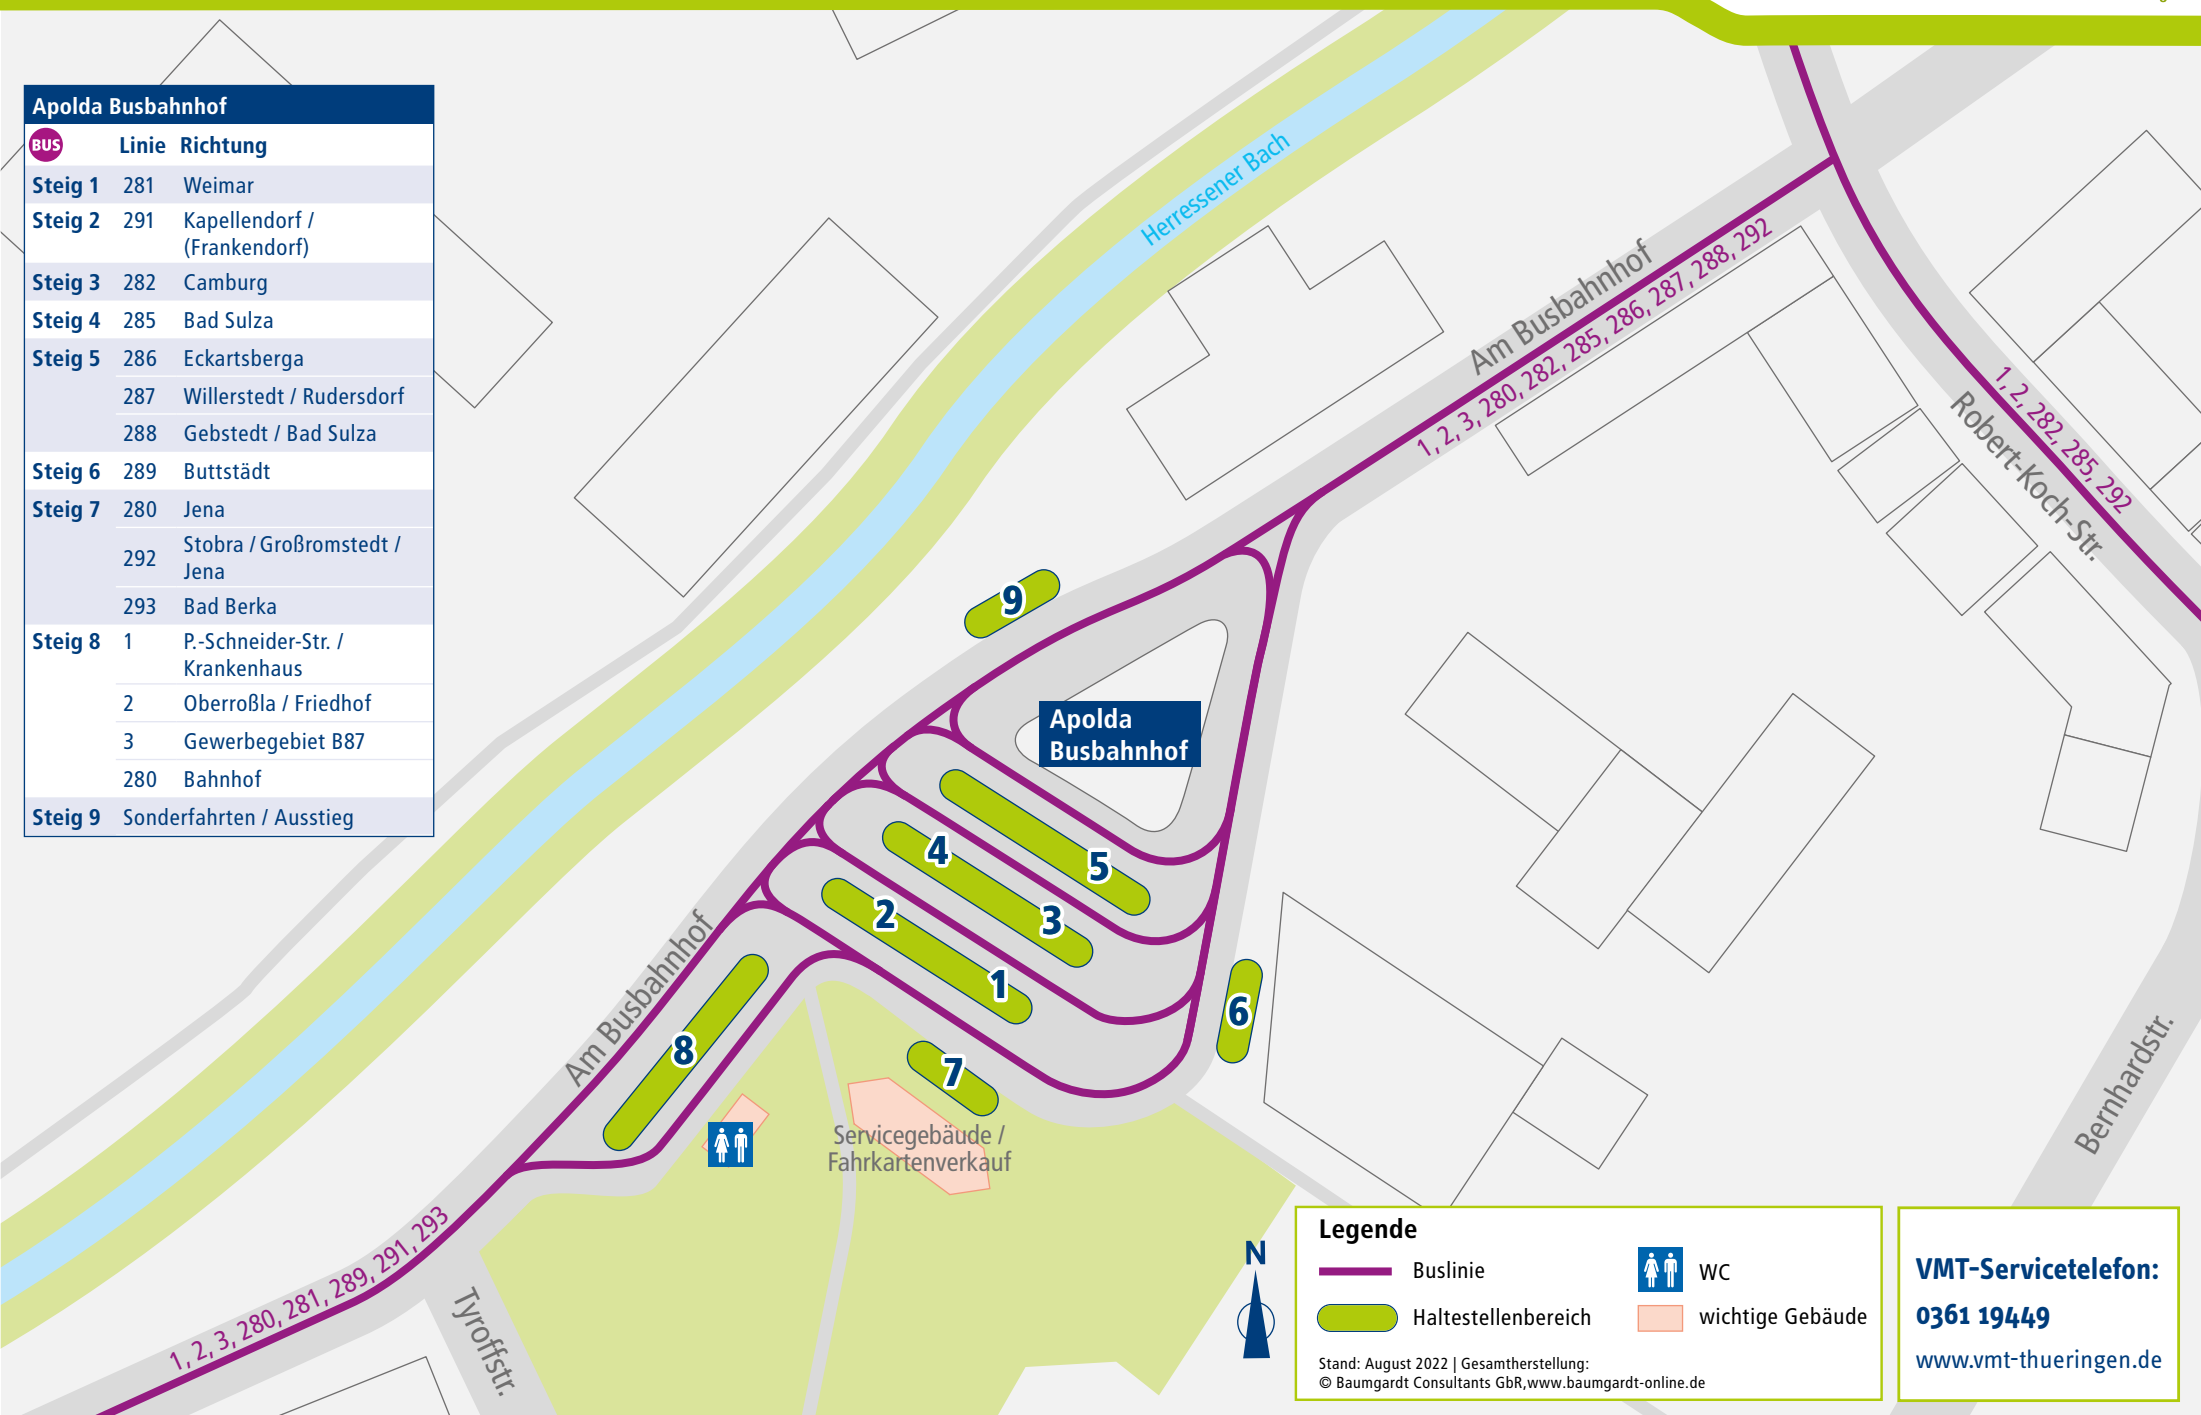 Apolda Busbahnhof
BUS Linie Richtung
Steig 1 281 Weimar
Steig 2 291 Kapellendorf /
(Frankendorf)
Steig 3 282 Camburg
Steig 4 285 Bad Sulza
Steig 5 286 Eckartsberga
287 Willerstedt / Rudersdorf
288 Gebstedt / Bad Sulza
Steig 6 289 Buttstädt
Steig 7 280 Jena
292 Stobra / Großromstedt /
Jena
293 Bad Berka
Steig 8 1 P.-Schneider-Str. /
Krankenhaus
2 Oberroßla / Friedhof
3 Gewerbegebiet B87
280 Bahnhof
Steig 9 Sonderfahrten / Ausstieg
Herressener Bach
Am Busbahnhof
1, 2, 3, 280, 282, 285, 286, 287, 288, 292
1, 2, 282, 285, 292
Robert-Koch-Str.
9
Apolda
Busbahnhof
4
5
2
3
1
6
8
7
Am Busbahnhof
Servicegebäude /
Fahrkartenverkauf
1, 2, 3, 280, 281, 289, 291, 293
Tyroffstr.
Bernhardstr.
N
Legende
Buslinie
WC
Haltestellenbereich
wichtige Gebäude
Stand: August 2022 | Gesamtherstellung:
© Baumgardt Consultants GbR,www.baumgardt-online.de
VMT-Servicetelefon:
0361 19449
www.vmt-thueringen.de